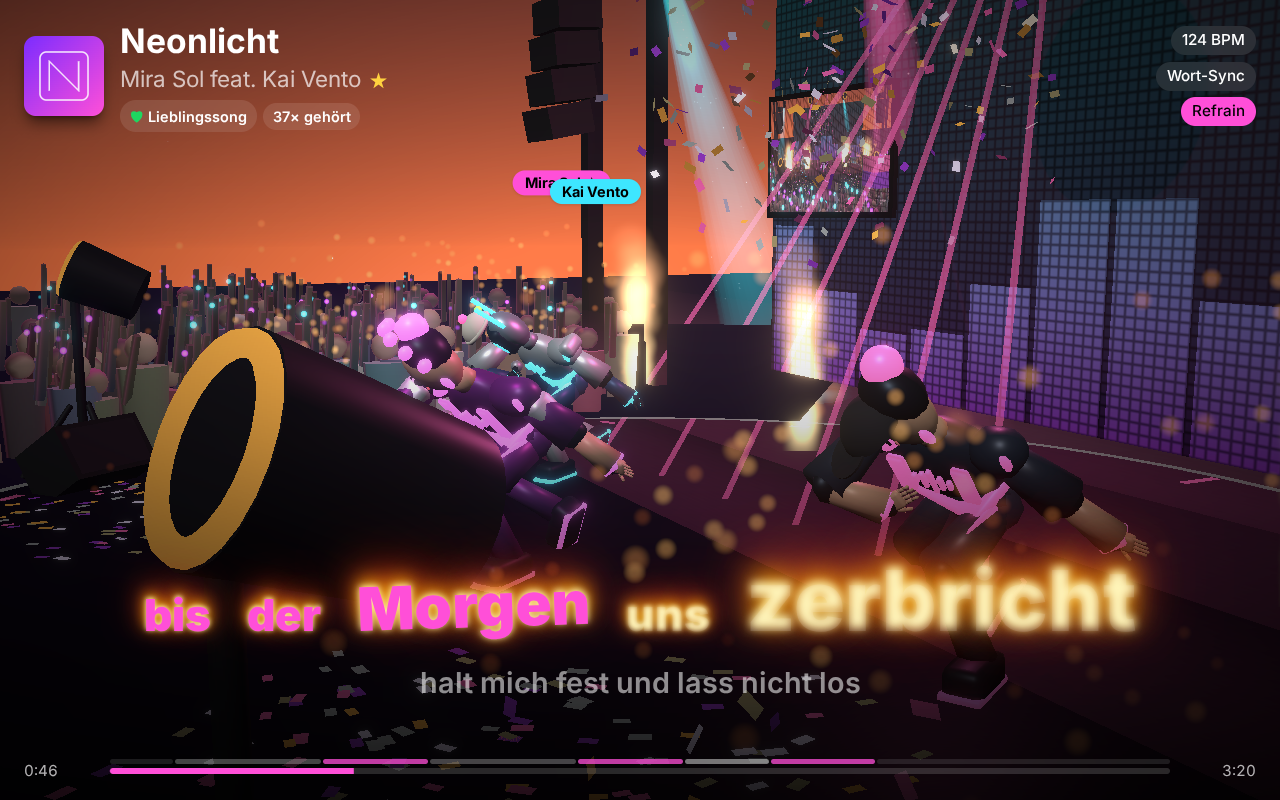 Neonlicht
Mira Sol feat. Kai Vento ★
Lieblingssong
37× gehört
124 BPM
Wort-Sync
Refrain
Kai Vento
bis der Morgen uns zerbricht
halt mich fest und lass nicht los
0:46
3:20